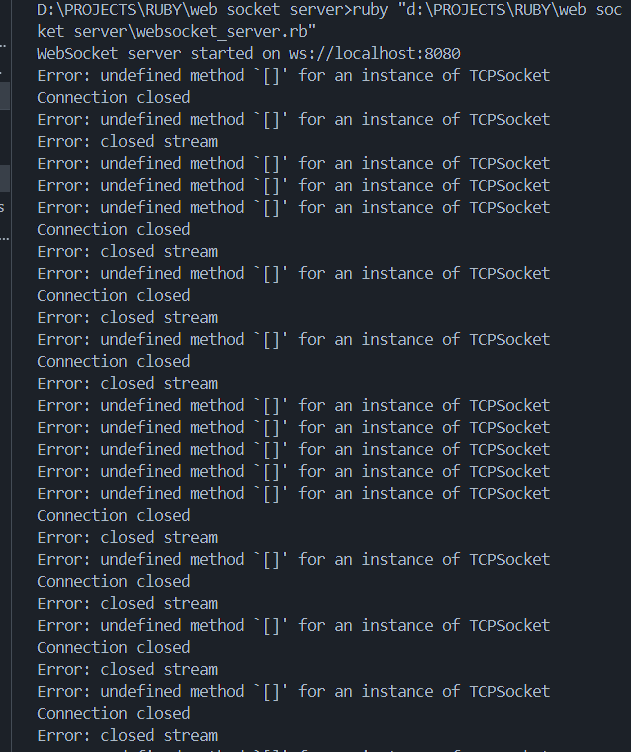 D:\PROJECTS\RUBY\web socket server>ruby "d:\PROJECTS\RUBY\web soc
ket server\websocket_server.rb"
WebSocket server started on ws://localhost:8080
Error: undefined method `[]' for an instance of TCPSocket
Connection closed
Error: undefined method `[]' for an instance of TCPSocket
Error: closed stream
Error: undefined method `[]' for an instance of TCPSocket
Error: undefined method `[]' for an instance of TCPSocket
Error: undefined method `[]' for an instance of TCPSocket
Connection closed
Error: closed stream
Error: undefined method `[]' for an instance of TCPSocket
Connection closed
Error: closed stream
Error: undefined method `[]' for an instance of TCPSocket
Connection closed
Error: closed stream
Error: undefined method `[]' for an instance of TCPSocket
Error: undefined method `[]' for an instance of TCPSocket
Error: undefined method `[]' for an instance of TCPSocket
Error: undefined method `[]' for an instance of TCPSocket
Error: undefined method `[]' for an instance of TCPSocket
Connection closed
Error: closed stream
Error: undefined method `[]' for an instance of TCPSocket
Connection closed
Error: closed stream
Error: undefined method `[]' for an instance of TCPSocket
Connection closed
Error: closed stream
Error: undefined method `[]' for an instance of TCPSocket
Connection closed
Error: closed stream